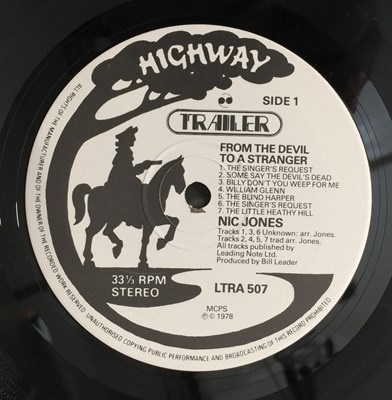 HIGHWAY
SIDE 1
TRAILER
FROM THE DEVIL
TO A STRANGER
1. THE SINGER'S REQUEST
2. SOME SAY THE DEVIL'S DEAD
3. BILLY DON'T YOU WEEP FOR ME
4. WILLIAM GLENN
5. THE BLIND HARPER
6. THE SINGER'S REQUEST
7. THE LITTLE HEATHY HILL
NIC JONES
Tracks 1, 3, 6 Unknown: arr. Jones.
Tracks 2, 4, 5, 7 trad arr. Jones.
All tracks published by
Leading Note Ltd.
Produced by Bill Leader
33⅓ RPM
STEREO
LTRA 507
MCPS
℗ © 1978
ALL RIGHTS OF THE MANUFACTURER AND OF THE OWNER OF THE RECORDED WORK RESERVED. UNAUTHORISED COPYING PUBLIC PERFORMANCE AND BROADCASTING OF THIS RECORD PROHIBITED.